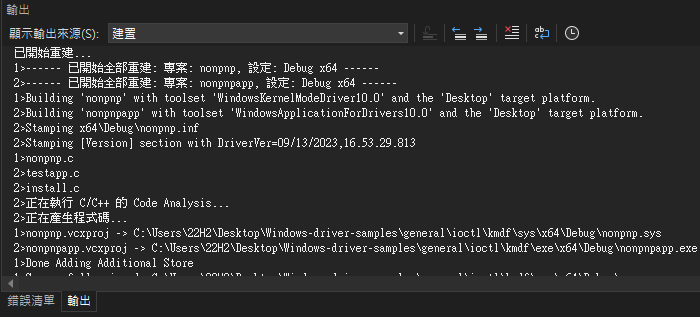 輸出
顯示輸出來源(S): 建置
已開始重建...
1>------ 已開始全部重建: 專案: nonpnp, 設定: Debug x64 ------
2>------ 已開始全部重建: 專案: nonpnpapp, 設定: Debug x64 ------
1>Building 'nonpnp' with toolset 'WindowsKernelModeDriver10.0' and the 'Desktop' target platform.
2>Building 'nonpnpapp' with toolset 'WindowsApplicationForDrivers10.0' and the 'Desktop' target platform.
2>Stamping x64\Debug\nonpnp.inf
2>Stamping [Version] section with DriverVer=09/13/2023,16.53.29.813
1>nonpnp.c
2>testapp.c
2>install.c
2>正在執行 C/C++ 的 Code Analysis...
2>正在產生程式碼...
1>nonpnp.vcxproj -> C:\Users\22H2\Desktop\Windows-driver-samples\general\ioctl\kmdf\sys\x64\Debug\nonpnp.sys
2>nonpnpapp.vcxproj -> C:\Users\22H2\Desktop\Windows-driver-samples\general\ioctl\kmdf\exe\x64\Debug\nonpnpapp.exe
1>Done Adding Additional Store
錯誤清單 輸出